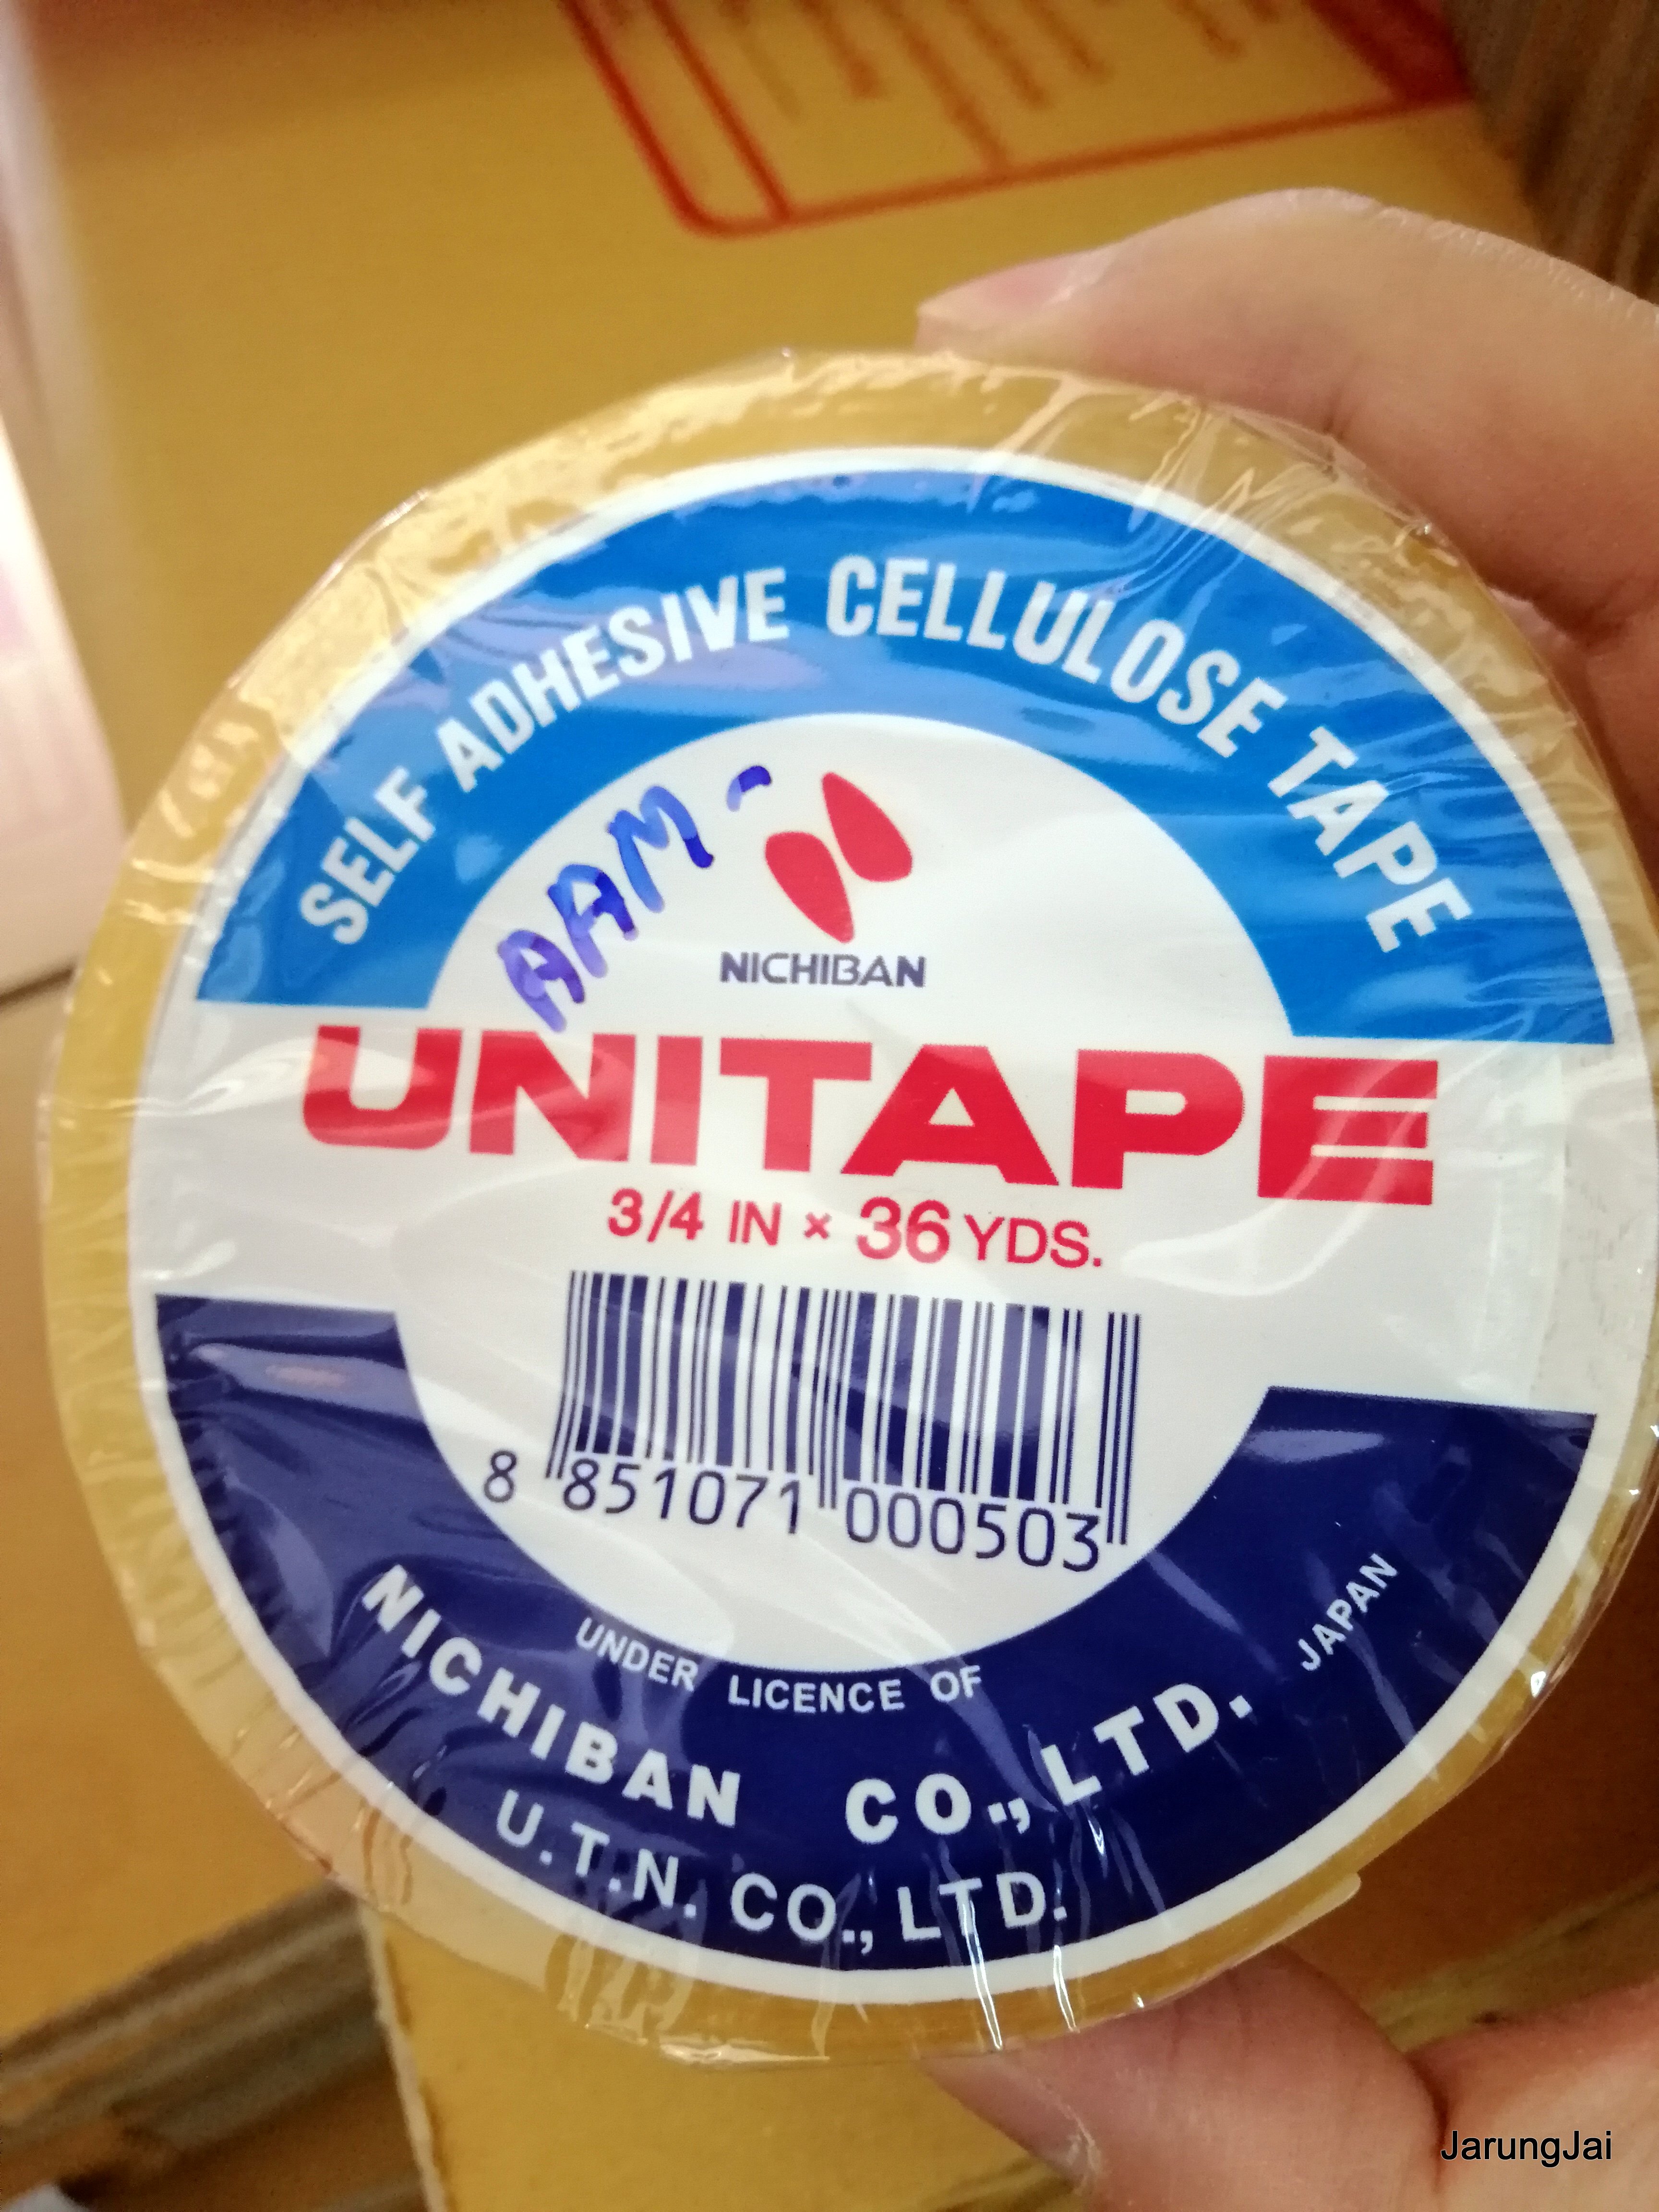 SELF ADHESIVE CELLULOSE TAPE
AAM-
NICHIBAN
UNITAPE
3/4 IN × 36 YDS.
8 851071 000503
UNDER LICENCE OF
NICHIBAN CO., LTD. JAPAN
U.T.N. CO., LTD.
JarungJai